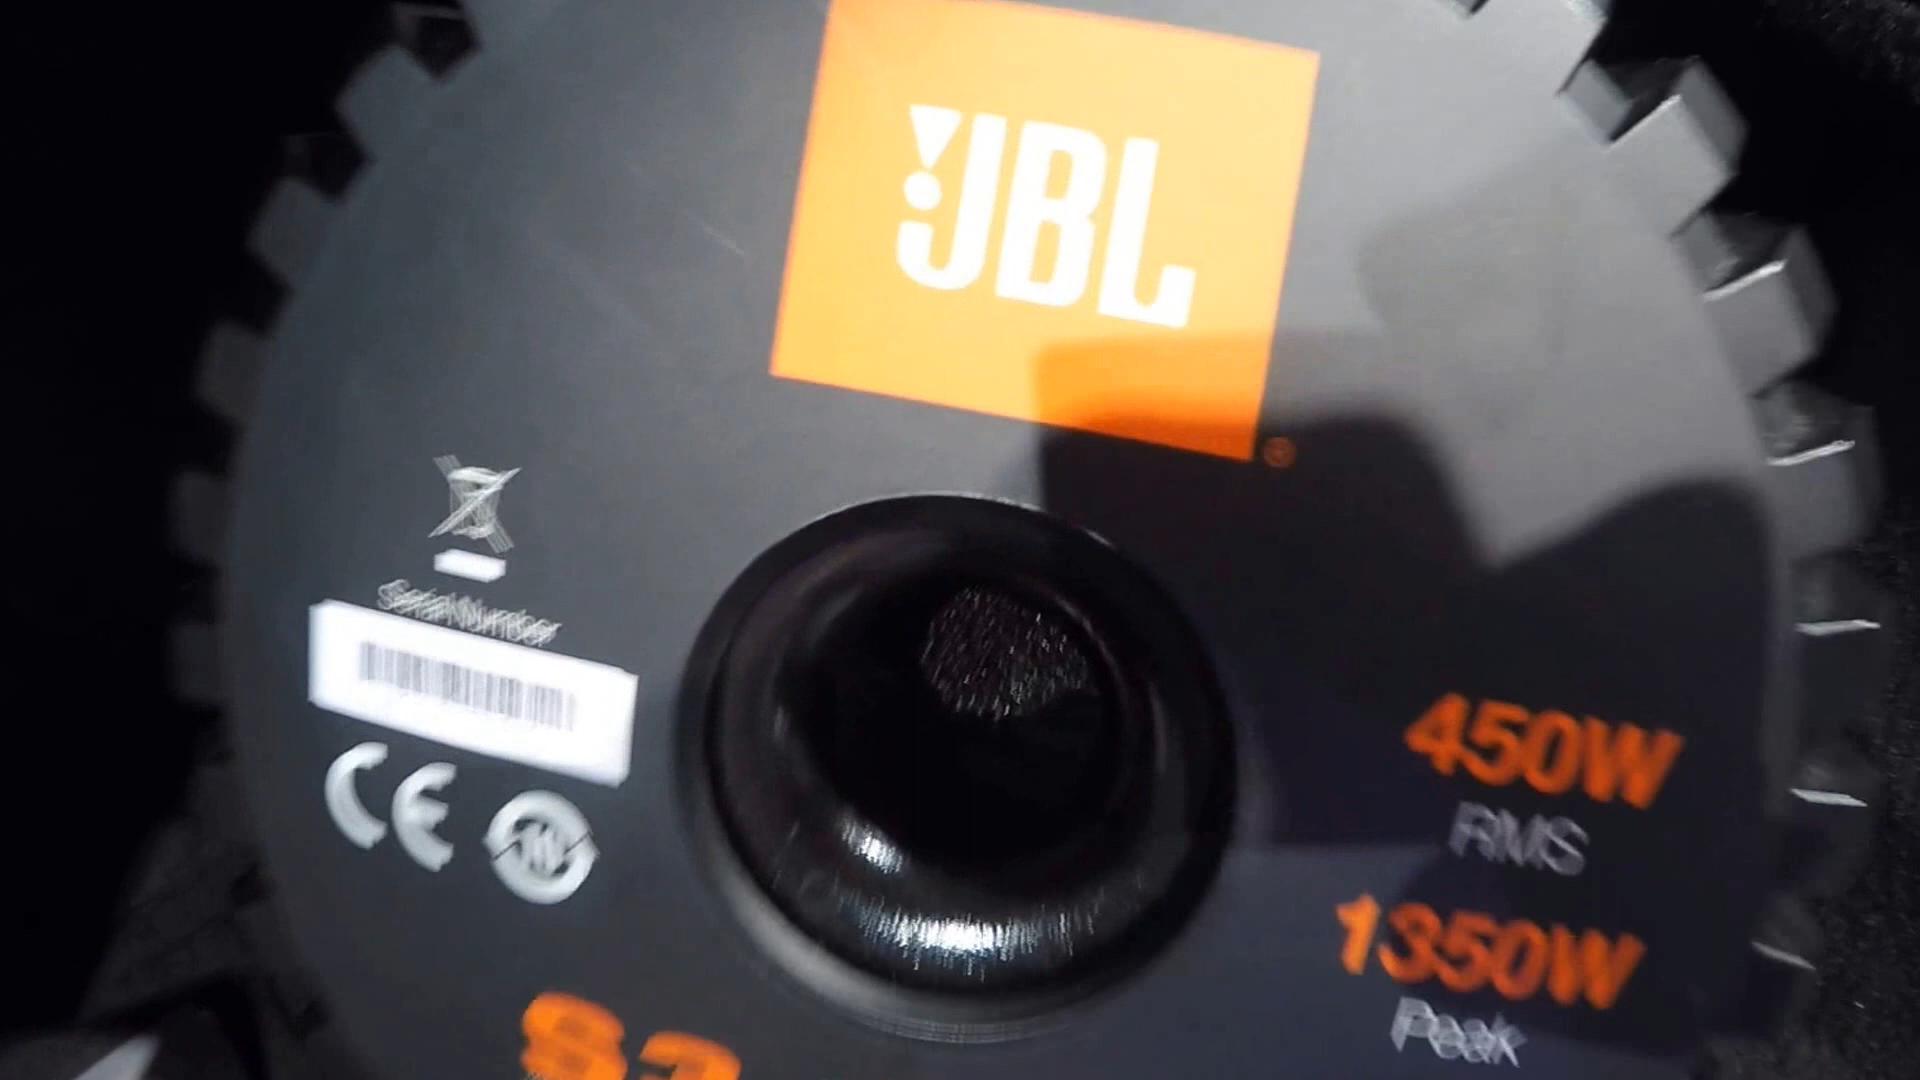 JBL
Serial Number
CE
450W
RMS
1350W
Peak